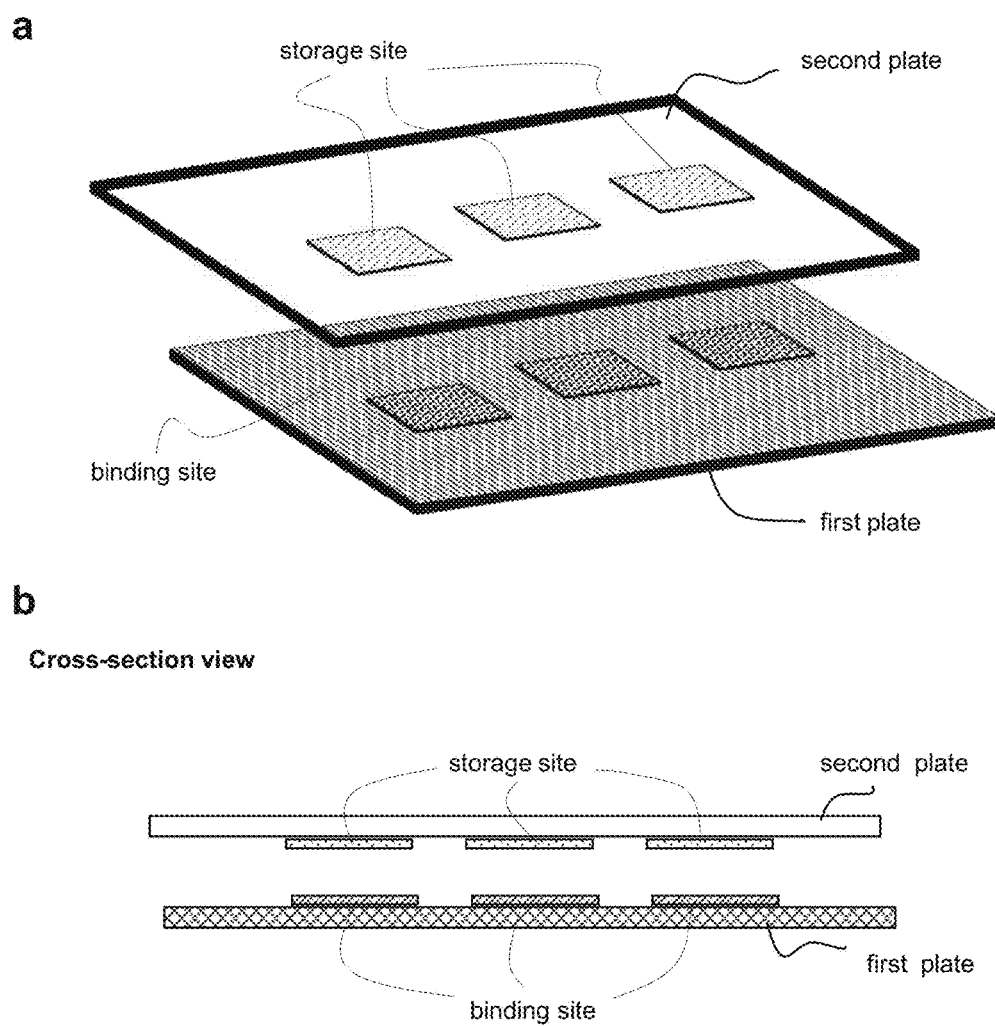 a
storage site
second plate
binding site
first plate
b
Cross-section view
storage site
second plate
first plate
binding site